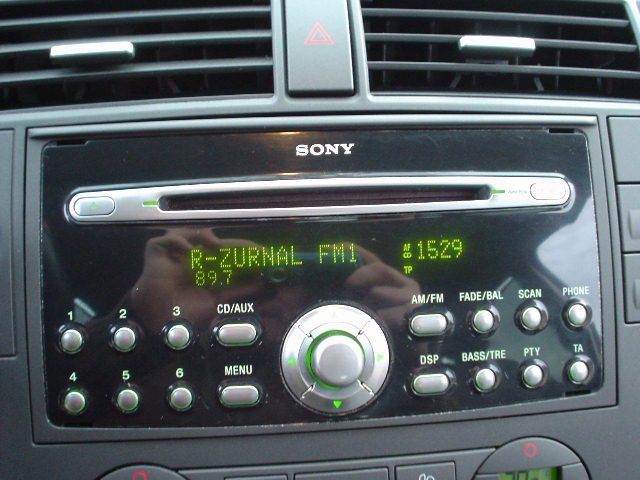 SONY
R-ZURNAL FM1
AF
1529
89.7
TP
1
2
3
CD/AUX
AM/FM
FADE/BAL
SCAN
PHONE
4
5
6
MENU
DSP
BASS/TRE
PTY
TA